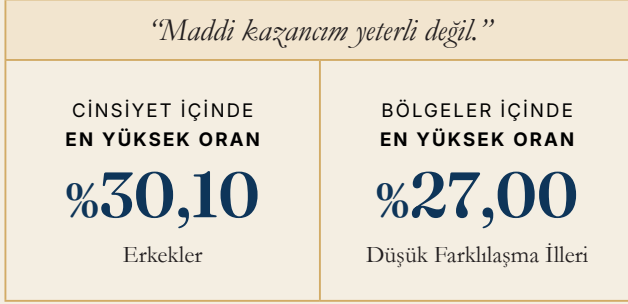 “Maddi kazancım yeterli değil.”
CİNSİYET İÇİNDE
EN YÜKSEK ORAN
%30,10
Erkekler
BÖLGELER İÇİNDE
EN YÜKSEK ORAN
%27,00
Düşük Farklılaşma İlleri